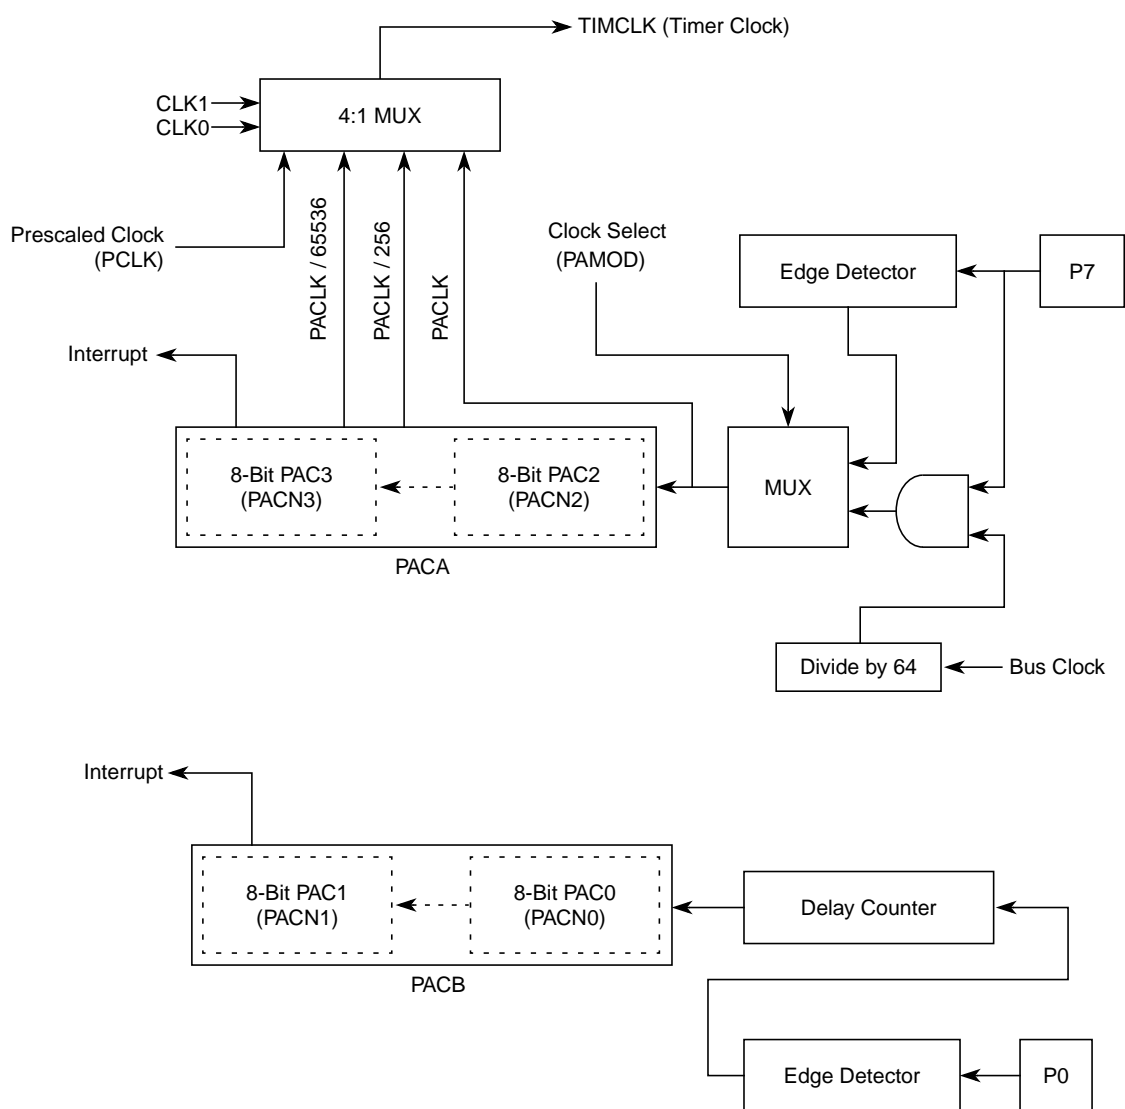 TIMCLK (Timer Clock)
CLK1
CLK0
4:1 MUX
Prescaled Clock
(PCLK)
PACLK / 65536
PACLK / 256
PACLK
Clock Select
(PAMOD)
Edge Detector
P7
Interrupt
8-Bit PAC3
(PACN3)
8-Bit PAC2
(PACN2)
MUX
PACA
Divide by 64
Bus Clock
Interrupt
8-Bit PAC1
(PACN1)
8-Bit PAC0
(PACN0)
Delay Counter
PACB
Edge Detector
P0